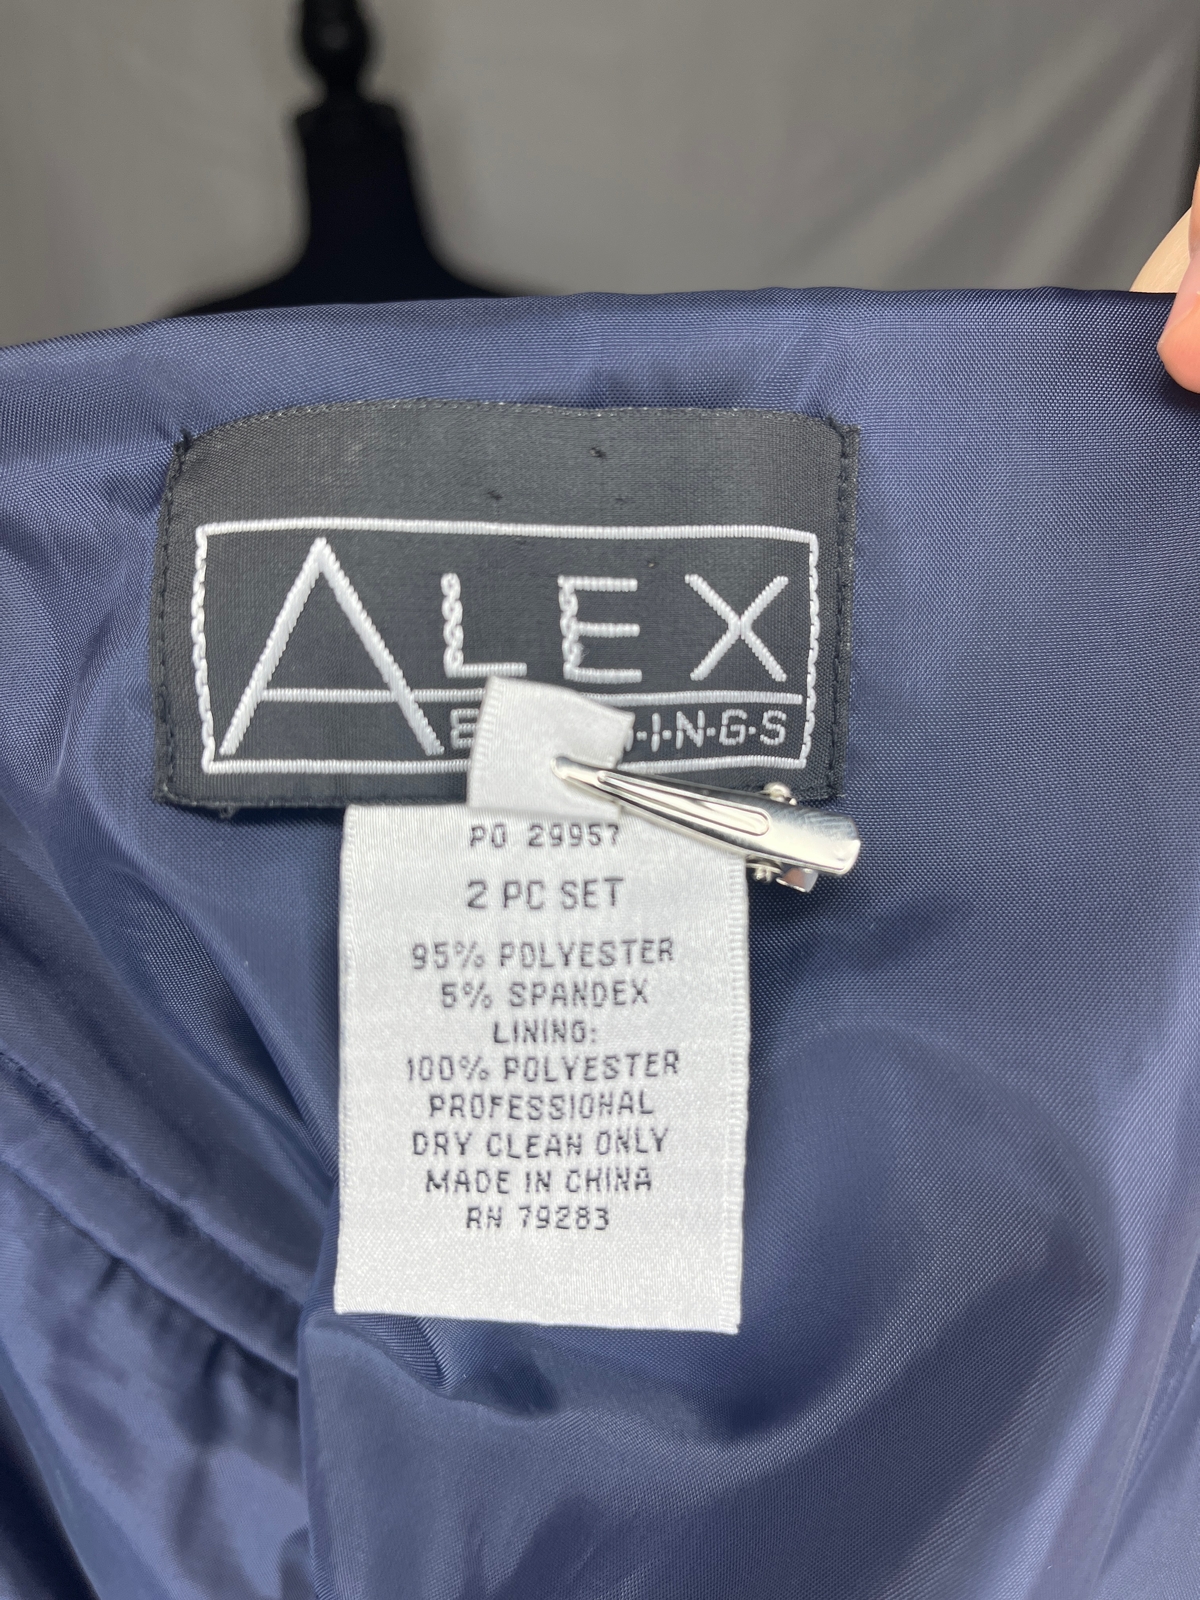 ALEX
I·N·G·S
PO 29957
2 PC SET
95% POLYESTER
5% SPANDEX
LINING:
100% POLYESTER
PROFESSIONAL
DRY CLEAN ONLY
MADE IN CHINA
RN 79283